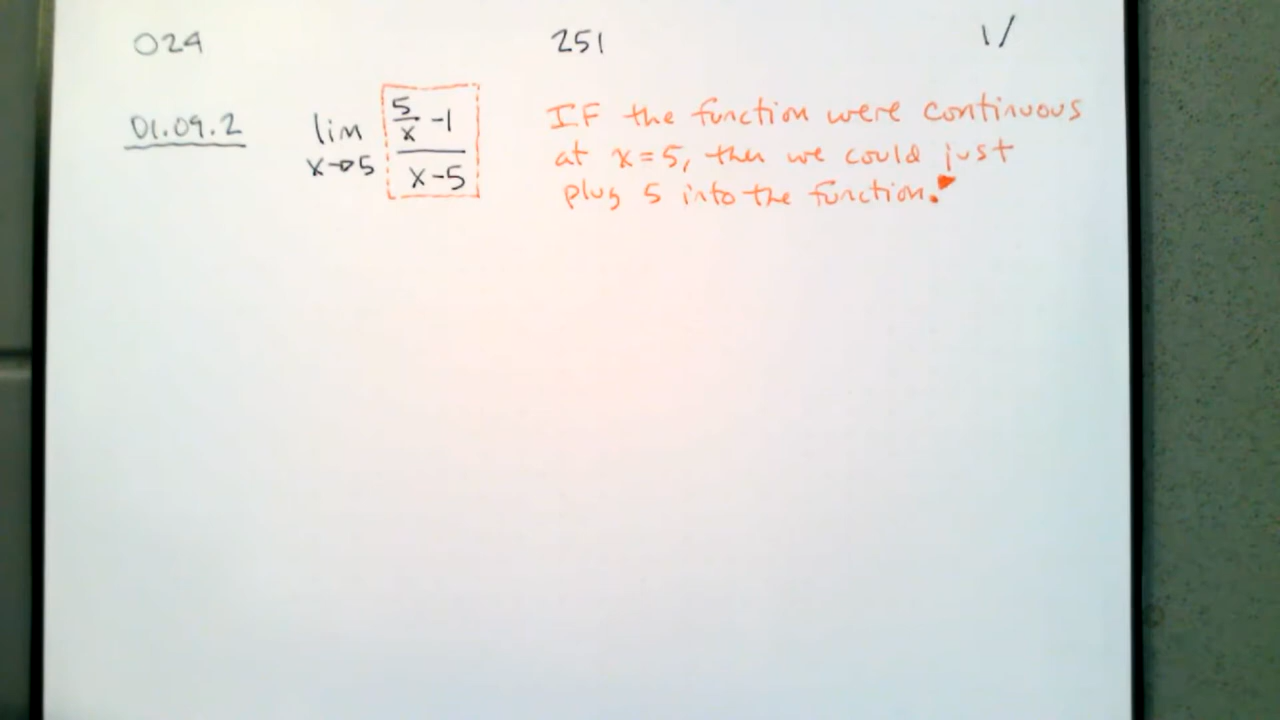 024 251 1/
01.09.2 lim x→5 (5/x -1)/(x-5)
IF the function were continuous
at x=5, then we could just
plug 5 into the function.